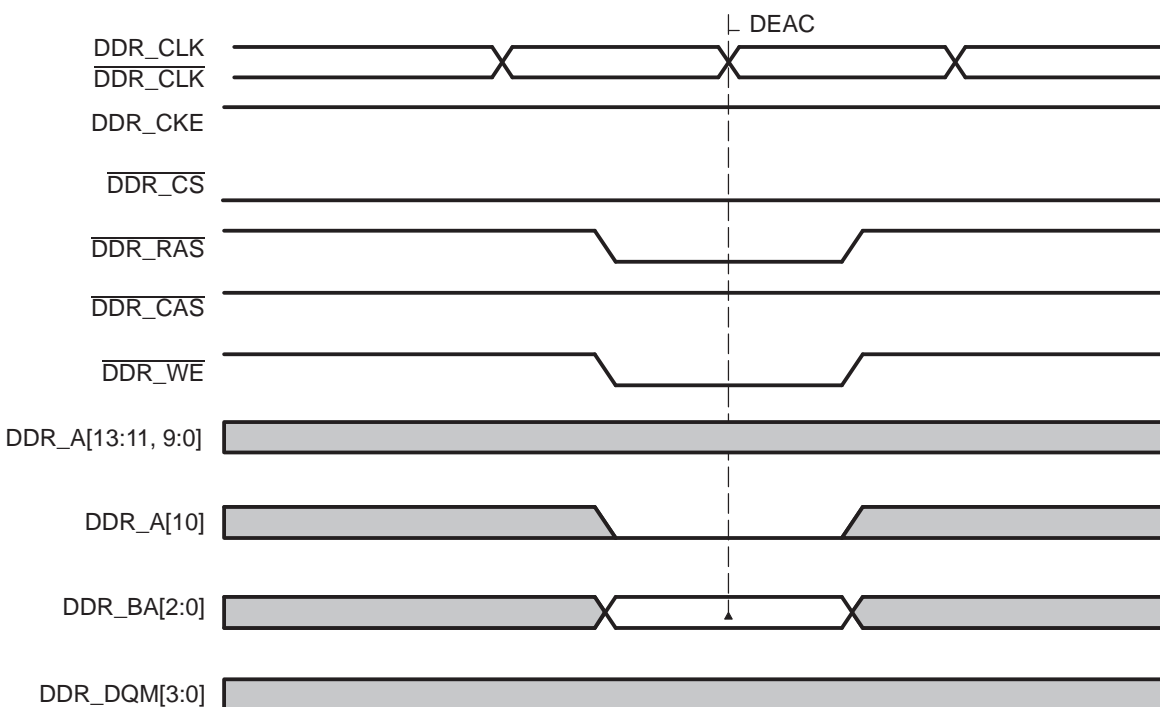 DEAC
DDR_CLK
DDR_CLK
DDR_CKE
DDR_CS
DDR_RAS
DDR_CAS
DDR_WE
DDR_A[13:11, 9:0]
DDR_A[10]
DDR_BA[2:0]
DDR_DQM[3:0]